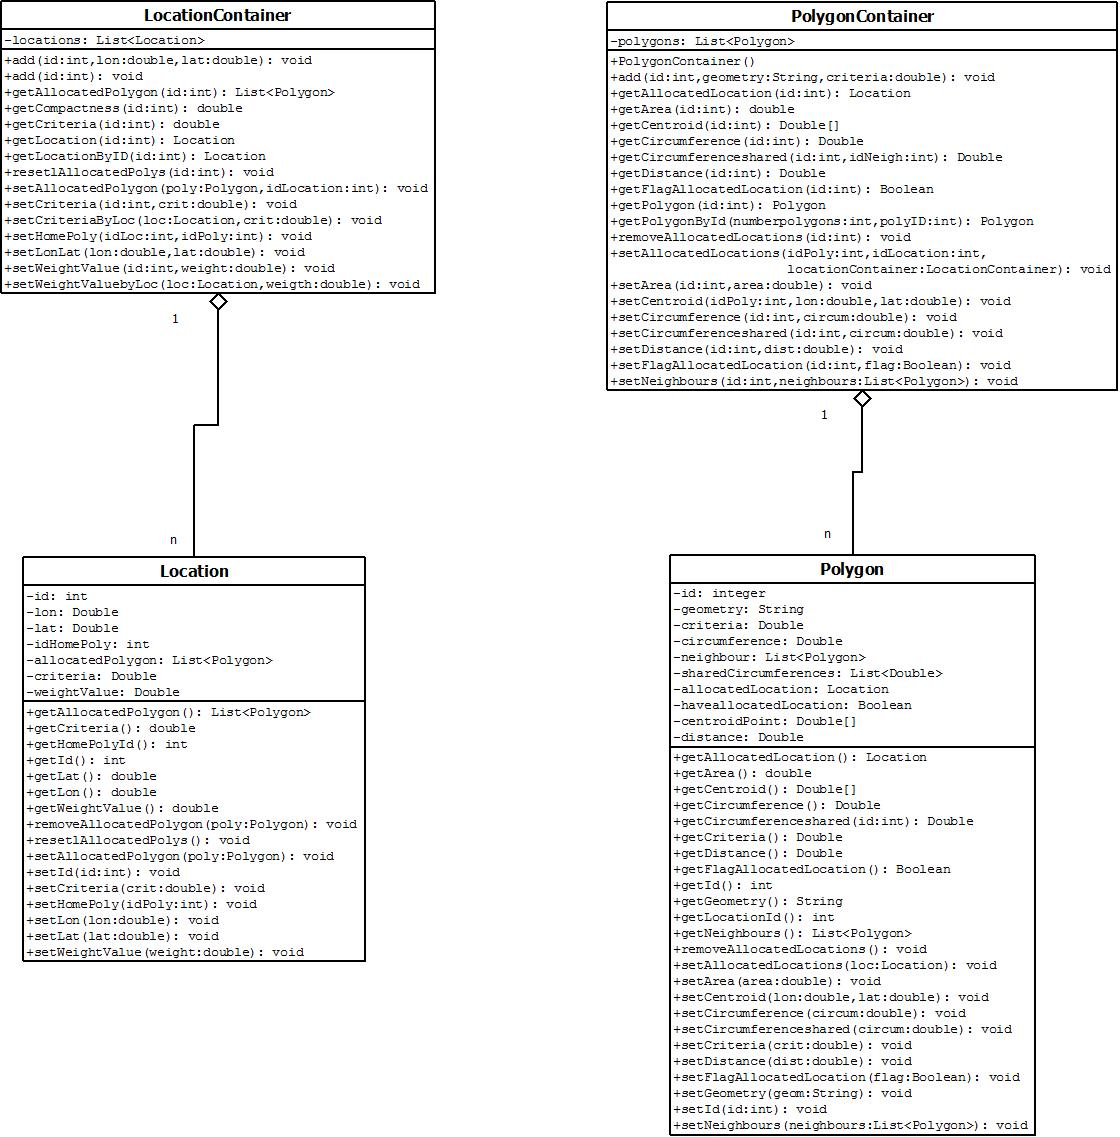 LocationContainer
-locations: List<Location>
+add(id:int,lon:double,lat:double): void
+add(id:int): void
+getAllocatedPolygon(id:int): List<Polygon>
+getCompactness(id:int): double
+getCriteria(id:int): double
+getLocation(id:int): Location
+getLocationByID(id:int): Location
+resetlAllocatedPolys(id:int): void
+setAllocatedPolygon(poly:Polygon,idLocation:int): void
+setCriteria(id:int,crit:double): void
+setCriteriaByLoc(loc:Location,crit:double): void
+setHomePoly(idLoc:int,idPoly:int): void
+setLonLat(lon:double,lat:double): void
+setWeightValue(id:int,weight:double): void
+setWeightValuebyLoc(loc:Location,weigth:double): void
1
n
Location
-id: int
-lon: Double
-lat: Double
-idHomePoly: int
-allocatedPolygon: List<Polygon>
-criteria: Double
-weightValue: Double
+getAllocatedPolygon(): List<Polygon>
+getCriteria(): double
+getHomePolyId(): int
+getId(): int
+getLat(): double
+getLon(): double
+getWeightValue(): double
+removeAllocatedPolygon(poly:Polygon): void
+resetlAllocatedPolys(): void
+setAllocatedPolygon(poly:Polygon): void
+setId(id:int): void
+setCriteria(crit:double): void
+setHomePoly(idPoly:int): void
+setLon(lon:double): void
+setLat(lat:double): void
+setWeightValue(weight:double): void
PolygonContainer
-polygons: List<Polygon>
+PolygonContainer()
+add(id:int,geometry:String,criteria:double): void
+getAllocatedLocation(id:int): Location
+getArea(id:int): double
+getCentroid(id:int): Double[]
+getCircumference(id:int): Double
+getCircumferenceshared(id:int,idNeigh:int): Double
+getDistance(id:int): Double
+getFlagAllocatedLocation(id:int): Boolean
+getPolygon(id:int): Polygon
+getPolygonById(numberpolygons:int,polyID:int): Polygon
+removeAllocatedLocations(id:int): void
+setAllocatedLocations(idPoly:int,idLocation:int,
locationContainer:LocationContainer): void
+setArea(id:int,area:double): void
+setCentroid(idPoly:int,lon:double,lat:double): void
+setCircumference(id:int,circum:double): void
+setCircumferenceshared(id:int,circum:double): void
+setDistance(id:int,dist:double): void
+setFlagAllocatedLocation(id:int,flag:Boolean): void
+setNeighbours(id:int,neighbours:List<Polygon>): void
1
n
Polygon
-id: integer
-geometry: String
-criteria: Double
-circumference: Double
-neighbour: List<Polygon>
-sharedCircumferences: List<Double>
-allocatedLocation: Location
-haveallocatedLocation: Boolean
-centroidPoint: Double[]
-distance: Double
+getAllocatedLocation(): Location
+getArea(): double
+getCentroid(): Double[]
+getCircumference(): Double
+getCircumferenceshared(id:int): Double
+getCriteria(): Double
+getDistance(): Double
+getFlagAllocatedLocation(): Boolean
+getId(): int
+getGeometry(): String
+getLocationId(): int
+getNeighbours(): List<Polygon>
+removeAllocatedLocations(): void
+setAllocatedLocations(loc:Location): void
+setArea(area:double): void
+setCentroid(lon:double,lat:double): void
+setCircumference(circum:double): void
+setCircumferenceshared(circum:double): void
+setCriteria(crit:double): void
+setDistance(dist:double): void
+setFlagAllocatedLocation(flag:Boolean): void
+setGeometry(geom:String): void
+setId(id:int): void
+setNeighbours(neighbours:List<Polygon>): void